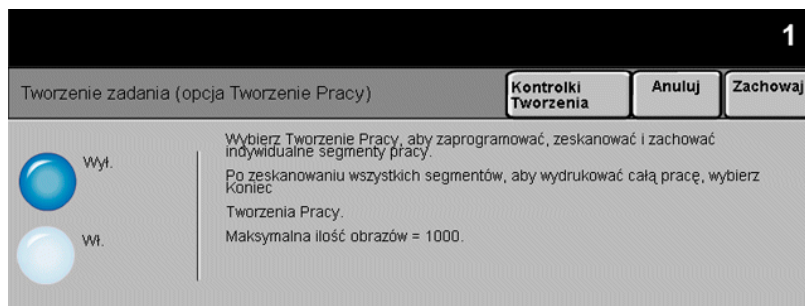 1
Tworzenie zadania (opcja Tworzenie Pracy)
Kontrolki
Tworzenia
Anuluj
Zachowaj
Wył.
Wł.
Wybierz Tworzenie Pracy, aby zaprogramować, zeskanować i zachować
indywidualne segmenty pracy.
Po zeskanowaniu wszystkich segmentów, aby wydrukować całą pracę, wybierz
Koniec
Tworzenia Pracy.
Maksymalna ilość obrazów = 1000.